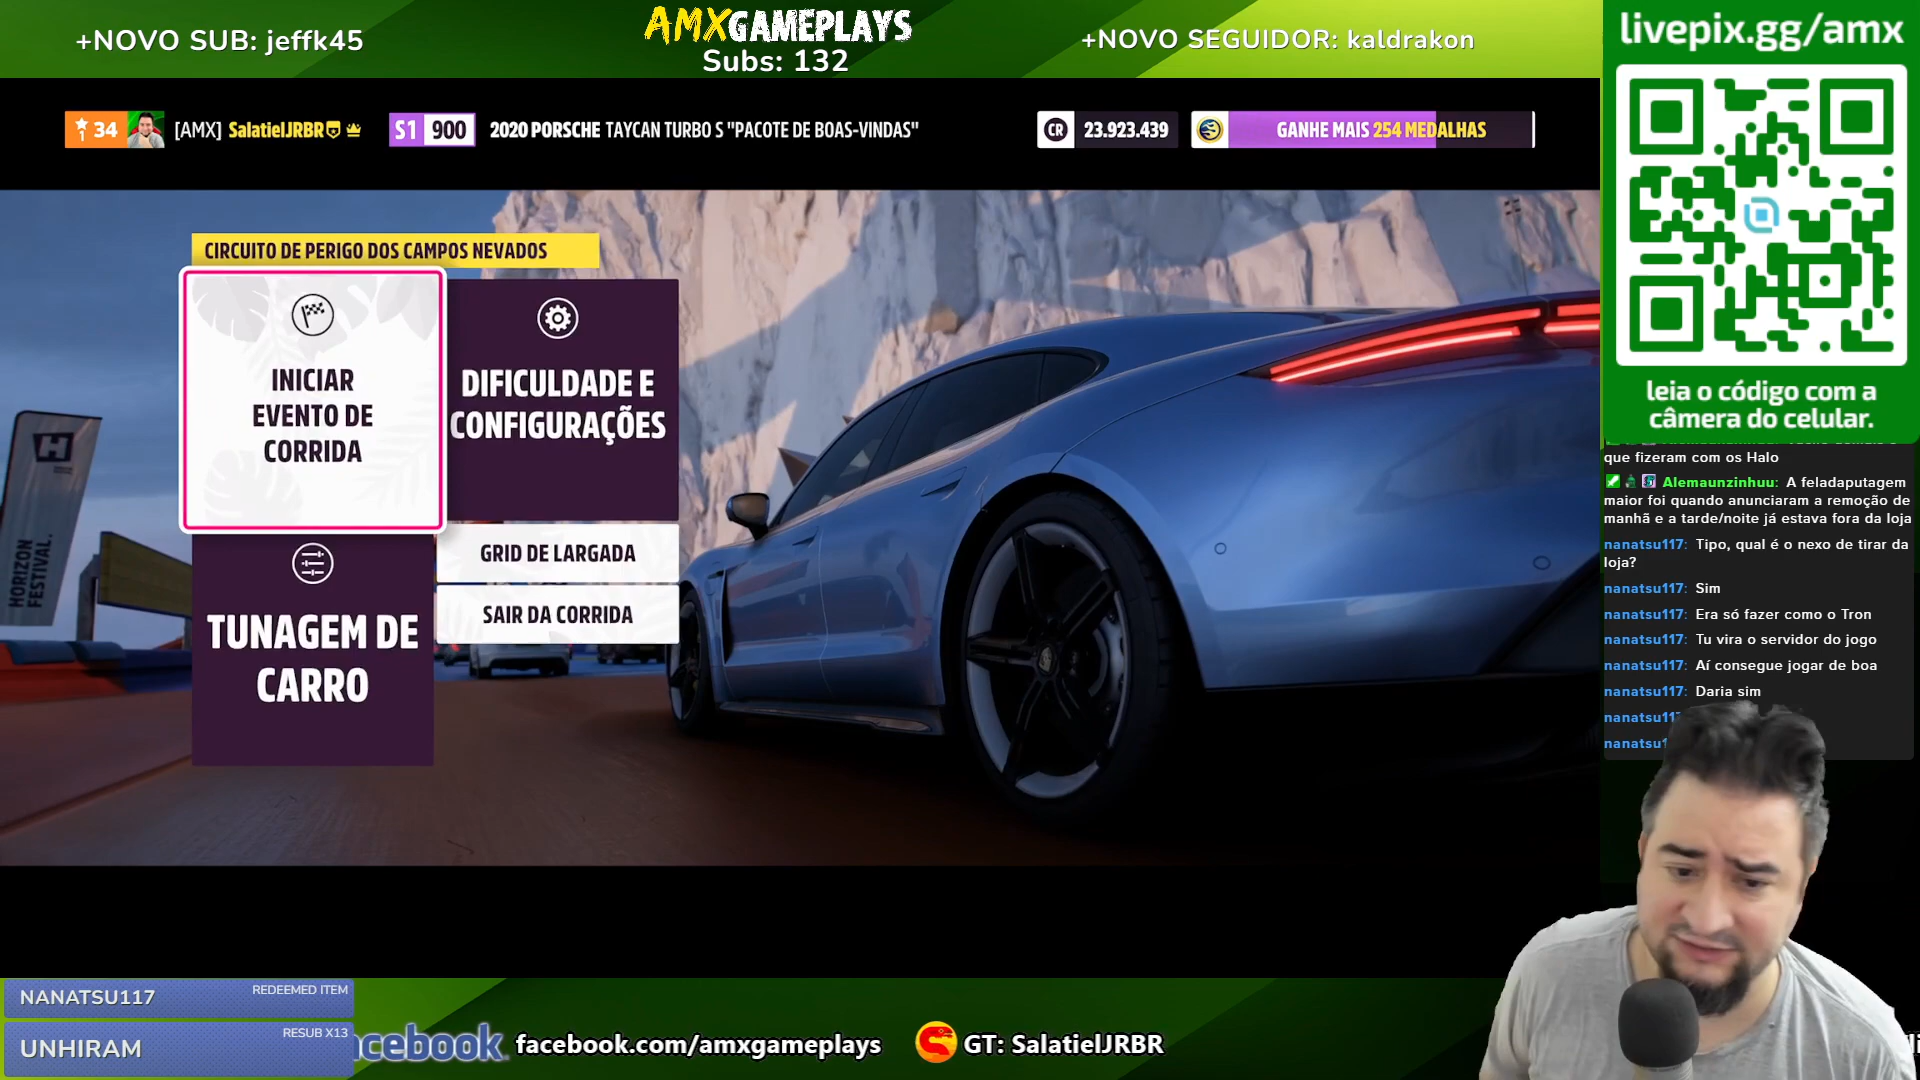 +NOVO SUB: jeffk45
AMXGAMEPLAYS
Subs: 132
+NOVO SEGUIDOR: kaldrakon
livepix.gg/amx
1 34 [AMX] SalatielJRBR
S1 900 2020 PORSCHE TAYCAN TURBO S "PACOTE DE BOAS-VINDAS"
CR 23.923.439
GANHE MAIS 254 MEDALHAS
CIRCUITO DE PERIGO DOS CAMPOS NEVADOS
INICIAR
EVENTO DE
CORRIDA
DIFICULDADE E
CONFIGURAÇÕES
TUNAGEM DE
CARRO
GRID DE LARGADA
SAIR DA CORRIDA
HORIZON
FESTIVAL.
leia o código com a
câmera do celular.
que fizeram com os Halo
Alemaunzinhuu: A feladaputagem
maior foi quando anunciaram a remoção de
manhã e a tarde/noite já estava fora da loja
nanatsu117: Tipo, qual é o nexo de tirar da
loja?
nanatsu117: Sim
nanatsu117: Era só fazer como o Tron
nanatsu117: Tu vira o servidor do jogo
nanatsu117: Aí consegue jogar de boa
nanatsu117: Daria sim
nanatsu11
nanatsu1
NANATSU117
REDEEMED ITEM
UNHIRAM
RESUB X13
acebook
facebook.com/amxgameplays
GT: SalatielJRBR